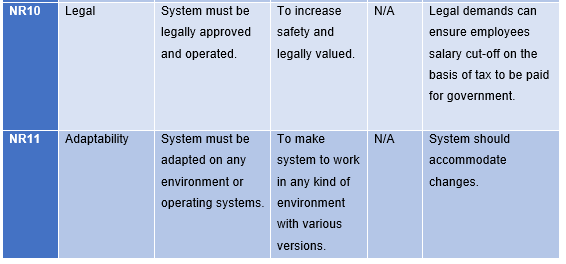 NR10
Legal
System must be
legally approved
and operated.
To increase
safety and
legally valued.
N/A
Legal demands can
ensure employees
salary cut-off on the
basis of tax to be paid
for government.
NR11
Adaptability
System must be
adapted on any
environment or
operating systems.
To make
system to work
in any kind of
environment
with various
versions.
N/A
System should
accommodate
changes.